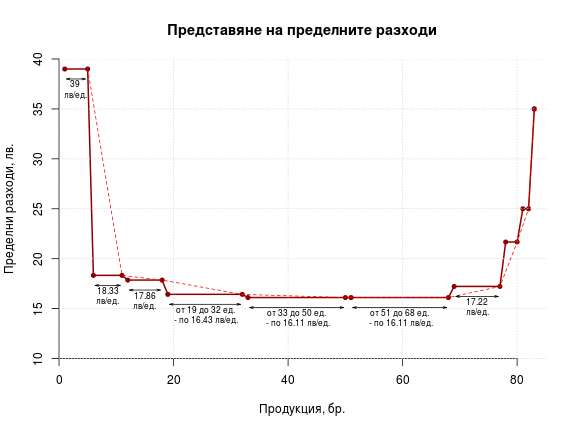 Представяне на пределните разходи
Пределни разходи, лв.
40
35
30
25
20
15
10
39
лв/ед.
18.33
лв/ед.
17.86
лв/ед.
от 19 до 32 ед.
- по 16.43 лв/ед.
от 33 до 50 ед.
- по 16.11 лв/ед.
от 51 до 68 ед.
- по 16.11 лв/ед.
17.22
лв/ед.
0 20 40 60 80
Продукция, бр.